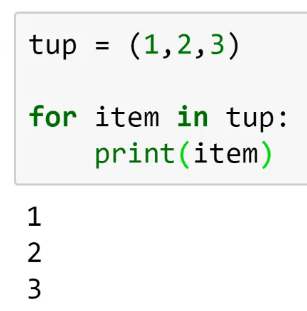 tup = (1,2,3)
for item in tup:
    print(item)
1
2
3